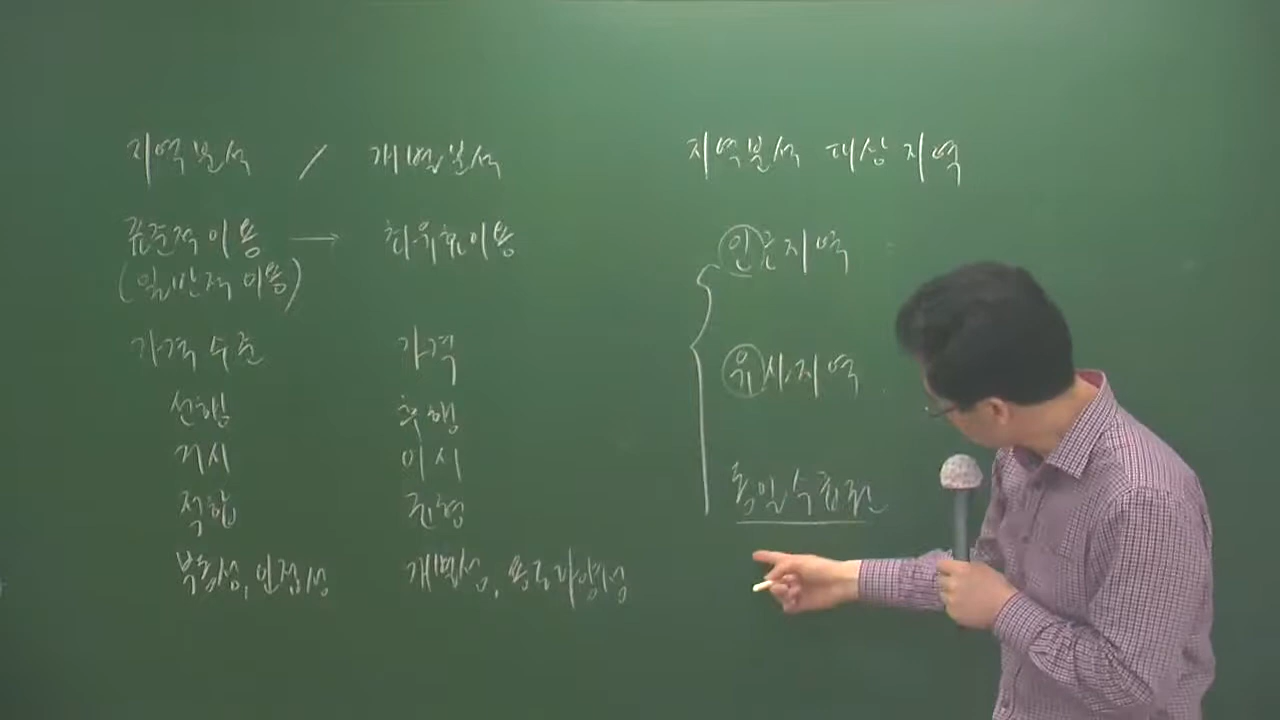 지역분석 / 개별분석
표준적이용 → 최유효이용
(일반적 이용)
가격수준 가격
선행 후행
거시 미시
적합 균형
부동성, 인접성 개별성, 용도다양성
지역분석 대상지역
인근지역
유사지역
동일수급권